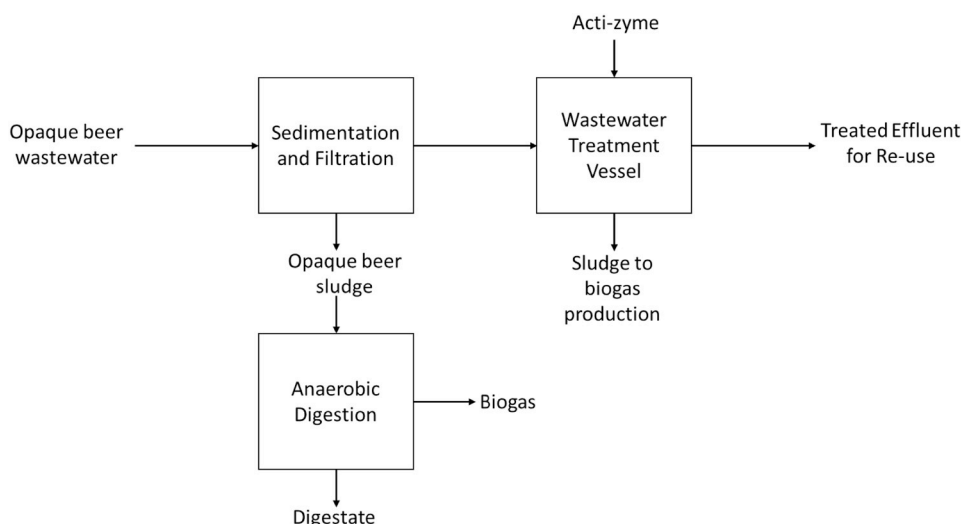 Acti-zyme
Opaque beer
wastewater
Sedimentation
and Filtration
Wastewater
Treatment
Vessel
Treated Effluent
for Re-use
Opaque beer
sludge
Sludge to
biogas
production
Anaerobic
Digestion
Biogas
Digestate